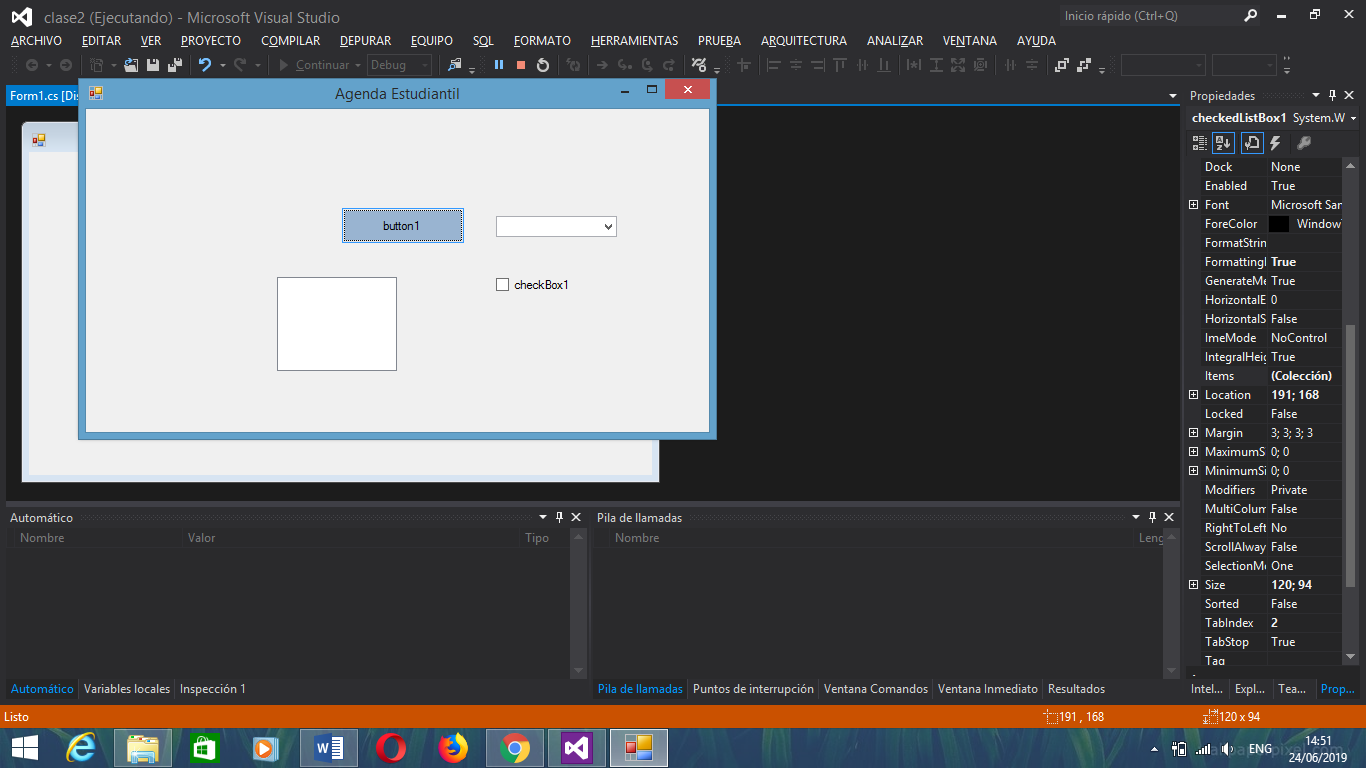 clase2 (Ejecutando) - Microsoft Visual Studio
Inicio rápido (Ctrl+Q)
ARCHIVO EDITAR VER PROYECTO COMPILAR DEPURAR EQUIPO SQL FORMATO HERRAMIENTAS PRUEBA ARQUITECTURA ANALIZAR VENTANA AYUDA
Continuar Debug
Form1.cs [Dis
Agenda Estudiantil
button1
checkBox1
Propiedades
checkedListBox1 System.W
Dock None
Enabled True
Font Microsoft San
ForeColor Window
FormatStrin
FormattingE True
GenerateMe True
HorizontalE 0
HorizontalS False
ImeMode NoControl
IntegralHeig True
Items (Colección)
Location 191; 168
Locked False
Margin 3; 3; 3; 3
MaximumS 0; 0
MinimumSi 0; 0
Modifiers Private
MultiColum False
RightToLeft No
ScrollAlway False
SelectionMo One
Size 120; 94
Sorted False
TabIndex 2
TabStop True
Tag
Automático
Nombre Valor Tipo
Pila de llamadas
Nombre Leng
Automático Variables locales Inspección 1
Pila de llamadas Puntos de interrupción Ventana Comandos Ventana Inmediato Resultados
Intel... Expl... Tea... Prop...
Listo
191 , 168
120 x 94
ENG
14:51
24/06/2019